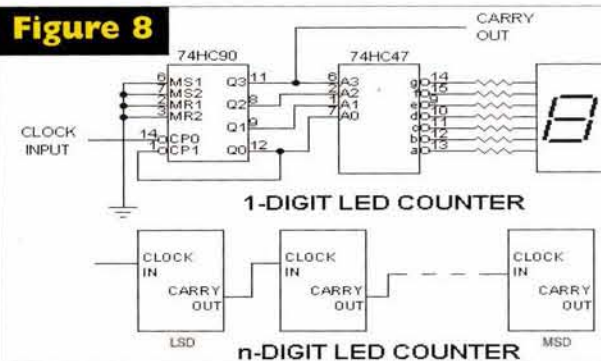 Figure 8
CARRY
OUT
74HC90
74HC47
6 MS1 Q3 11
7 MS2
2 MR1 Q2 8
3 MR2
Q1 9
14 CP0
1 CP1 Q0 12
CLOCK
INPUT
6 A3 g 14
2 A2 f 15
1 A1 e 9
7 A0 d 10
c 11
b 12
a 13
1-DIGIT LED COUNTER
CLOCK
IN
CARRY
OUT
LSD
CLOCK
IN
CARRY
OUT
CLOCK
IN
CARRY
OUT
MSD
n-DIGIT LED COUNTER